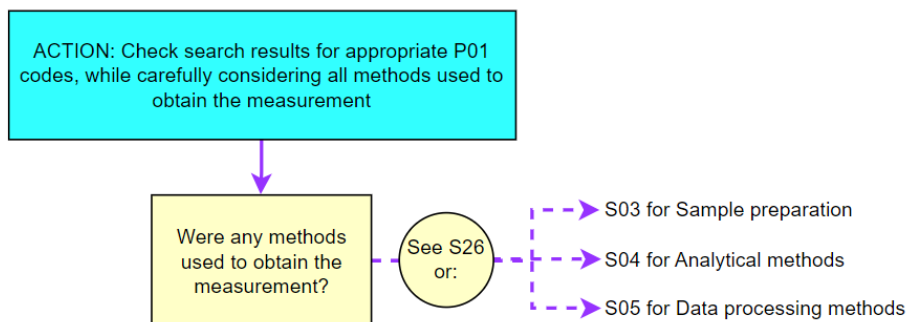 ACTION: Check search results for appropriate P01
codes, while carefully considering all methods used to
obtain the measurement
Were any methods
used to obtain the
measurement?
See S26
or:
S03 for Sample preparation
S04 for Analytical methods
S05 for Data processing methods